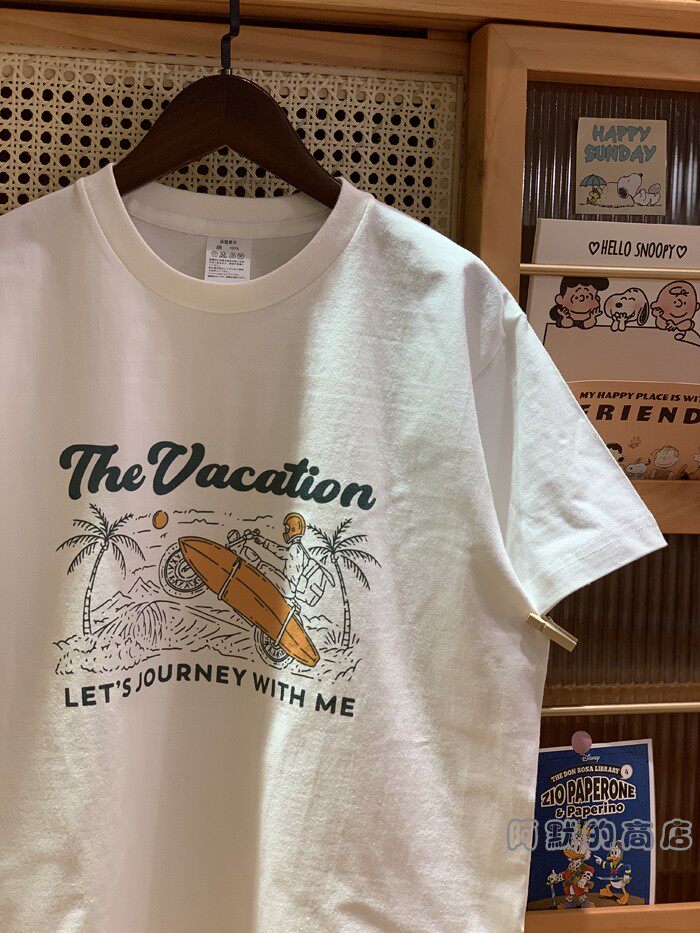 HAPPY
SUNDAY
♡HELLO SNOOPY♡
MY HAPPY PLACE IS WI
FRIEND
The Vacation
LET'S JOURNEY WITH ME
Disney
THE DON ROSA LIBRARY
ZIO PAPERONE
& Paperino
阿默的商店